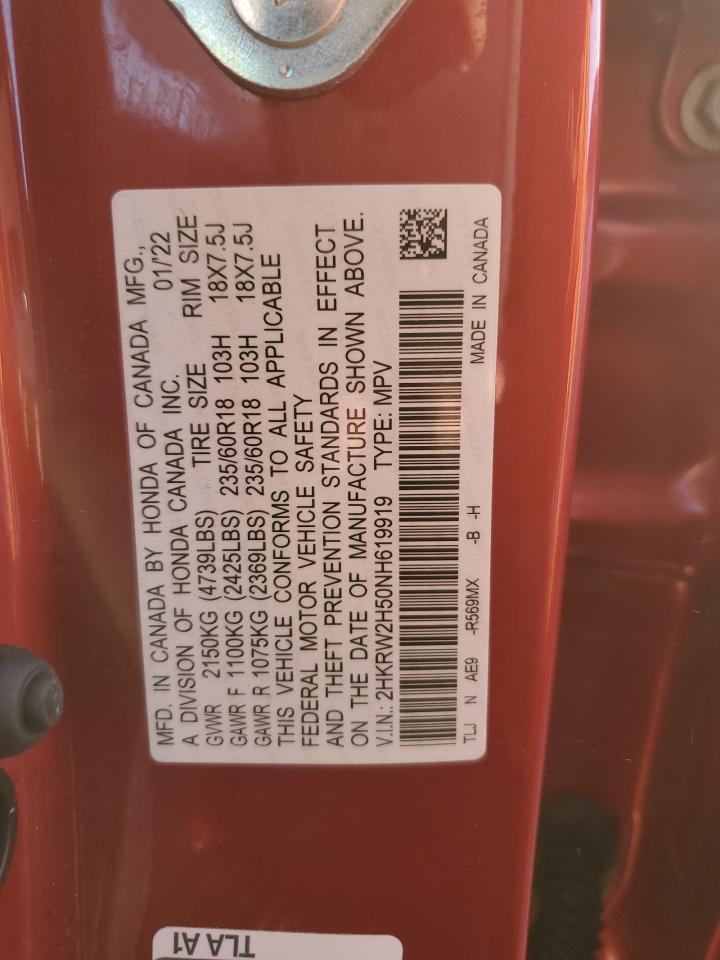 MFD. IN CANADA BY HONDA OF CANADA MFG.,
A DIVISION OF HONDA CANADA INC. 01/'22
GVWR 2150KG (4739LBS) TIRE SIZE RIM SIZE
GAWR F 1100KG (2425LBS) 235/60R18 103H 18X7.5J
GAWR R 1075KG (2369LBS) 235/60R18 103H 18X7.5J
THIS VEHICLE CONFORMS TO ALL APPLICABLE
FEDERAL MOTOR VEHICLE SAFETY
AND THEFT PREVENTION STANDARDS IN EFFECT
ON THE DATE OF MANUFACTURE SHOWN ABOVE.
V.I.N.: 2HKRW2H50NH619919 TYPE: MPV
TLJ N AE9 -R569MX -B -H MADE IN CANADA
TLA A1